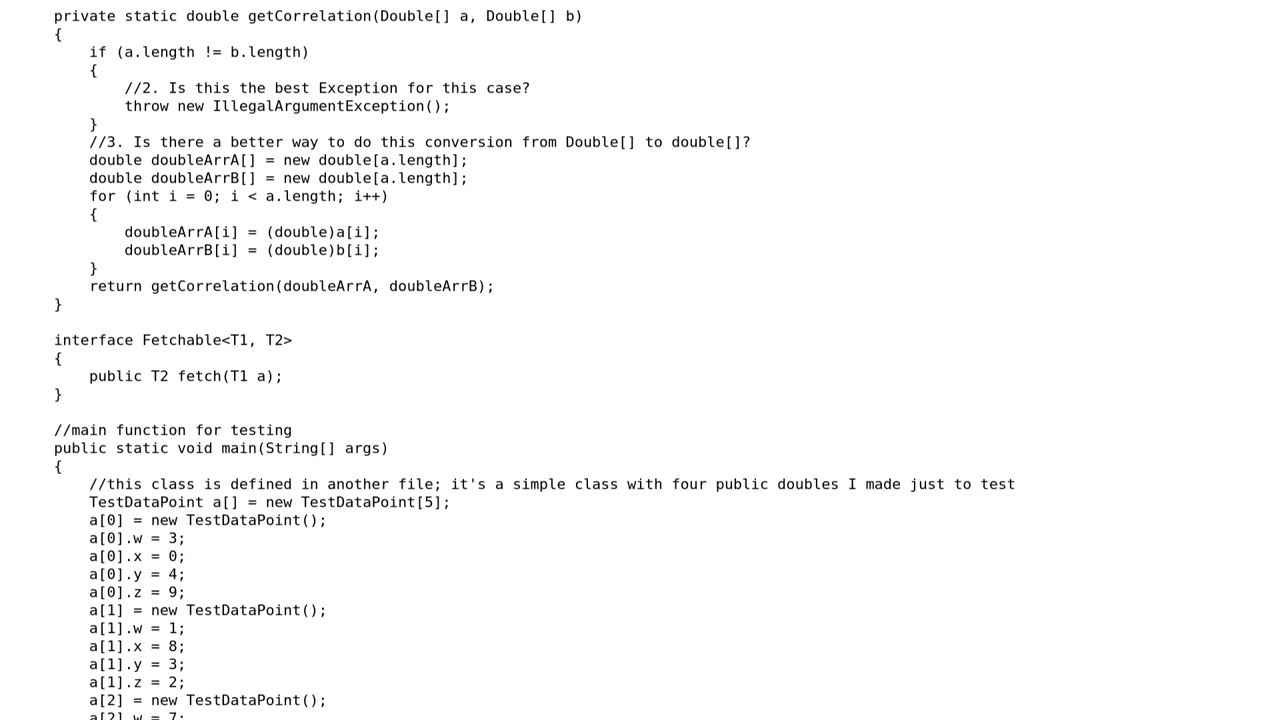 private static double getCorrelation(Double[] a, Double[] b)
{
    if (a.length != b.length)
    {
        //2. Is this the best Exception for this case?
        throw new IllegalArgumentException();
    }
    //3. Is there a better way to do this conversion from Double[] to double[]?
    double doubleArrA[] = new double[a.length];
    double doubleArrB[] = new double[a.length];
    for (int i = 0; i < a.length; i++)
    {
        doubleArrA[i] = (double)a[i];
        doubleArrB[i] = (double)b[i];
    }
    return getCorrelation(doubleArrA, doubleArrB);
}

interface Fetchable<T1, T2>
{
    public T2 fetch(T1 a);
}

//main function for testing
public static void main(String[] args)
{
    //this class is defined in another file; it's a simple class with four public doubles I made just to test
    TestDataPoint a[] = new TestDataPoint[5];
    a[0] = new TestDataPoint();
    a[0].w = 3;
    a[0].x = 0;
    a[0].y = 4;
    a[0].z = 9;
    a[1] = new TestDataPoint();
    a[1].w = 1;
    a[1].x = 8;
    a[1].y = 3;
    a[1].z = 2;
    a[2] = new TestDataPoint();
    a[2].w = 7;